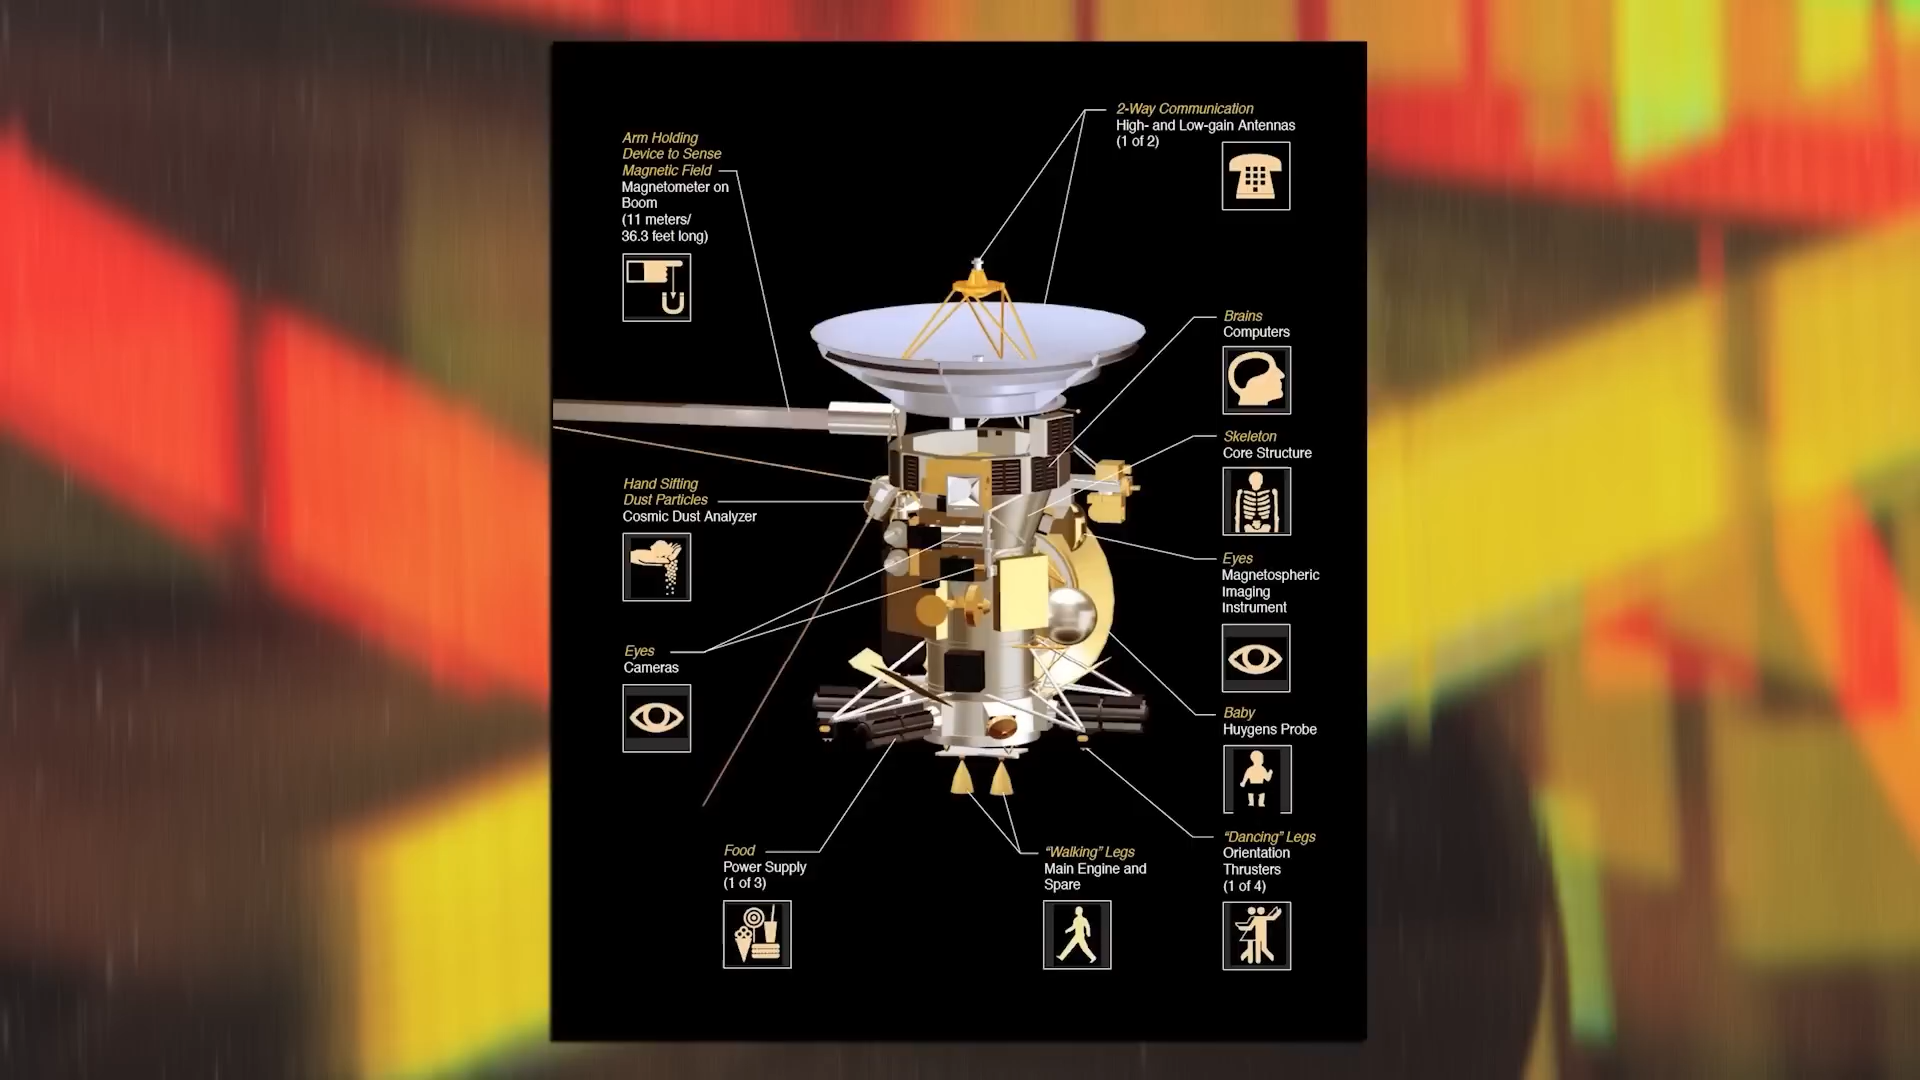 2-Way Communication
High- and Low-gain Antennas
(1 of 2)
Arm Holding
Device to Sense
Magnetic Field
Magnetometer on
Boom
(11 meters/
36.3 feet long)
Brains
Computers
Skeleton
Core Structure
Hand Sifting
Dust Particles
Cosmic Dust Analyzer
Eyes
Magnetospheric
Imaging
Instrument
Eyes
Cameras
Baby
Huygens Probe
Food
Power Supply
(1 of 3)
"Walking" Legs
Main Engine and
Spare
"Dancing" Legs
Orientation
Thrusters
(1 of 4)